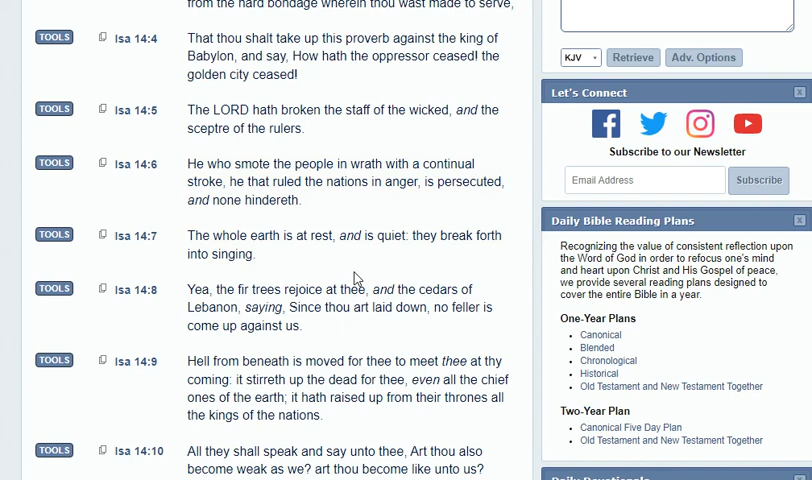 from the hard bondage wherein thou wast made to serve,
TOOLS Isa 14:4 That thou shalt take up this proverb against the king of
Babylon, and say, How hath the oppressor ceased! the
golden city ceased!
TOOLS Isa 14:5 The LORD hath broken the staff of the wicked, and the
sceptre of the rulers.
TOOLS Isa 14:6 He who smote the people in wrath with a continual
stroke, he that ruled the nations in anger, is persecuted,
and none hindereth.
TOOLS Isa 14:7 The whole earth is at rest, and is quiet: they break forth
into singing.
TOOLS Isa 14:8 Yea, the fir trees rejoice at thee, and the cedars of
Lebanon, saying, Since thou art laid down, no feller is
come up against us.
TOOLS Isa 14:9 Hell from beneath is moved for thee to meet thee at thy
coming: it stirreth up the dead for thee, even all the chief
ones of the earth; it hath raised up from their thrones all
the kings of the nations.
TOOLS Isa 14:10 All they shall speak and say unto thee, Art thou also
become weak as we? art thou become like unto us?
KJV Retrieve Adv. Options
Let's Connect X
Subscribe to our Newsletter
Email Address Subscribe
Daily Bible Reading Plans X
Recognizing the value of consistent reflection upon
the Word of God in order to refocus one's mind
and heart upon Christ and His Gospel of peace,
we provide several reading plans designed to
cover the entire Bible in a year.
One-Year Plans
Canonical
Blended
Chronological
Historical
Old Testament and New Testament Together
Two-Year Plan
Canonical Five Day Plan
Old Testament and New Testament Together
Daily Devotionals X